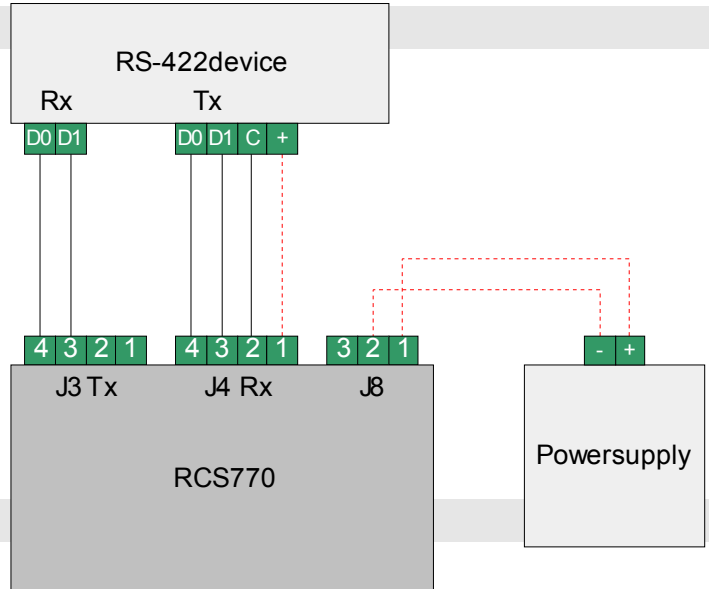 RS-422device
Rx Tx
D0 D1 D0 D1 C +
4 3 2 1 4 3 2 1 3 2 1 - +
J3 Tx J4 Rx J8
Powersupply
RCS770